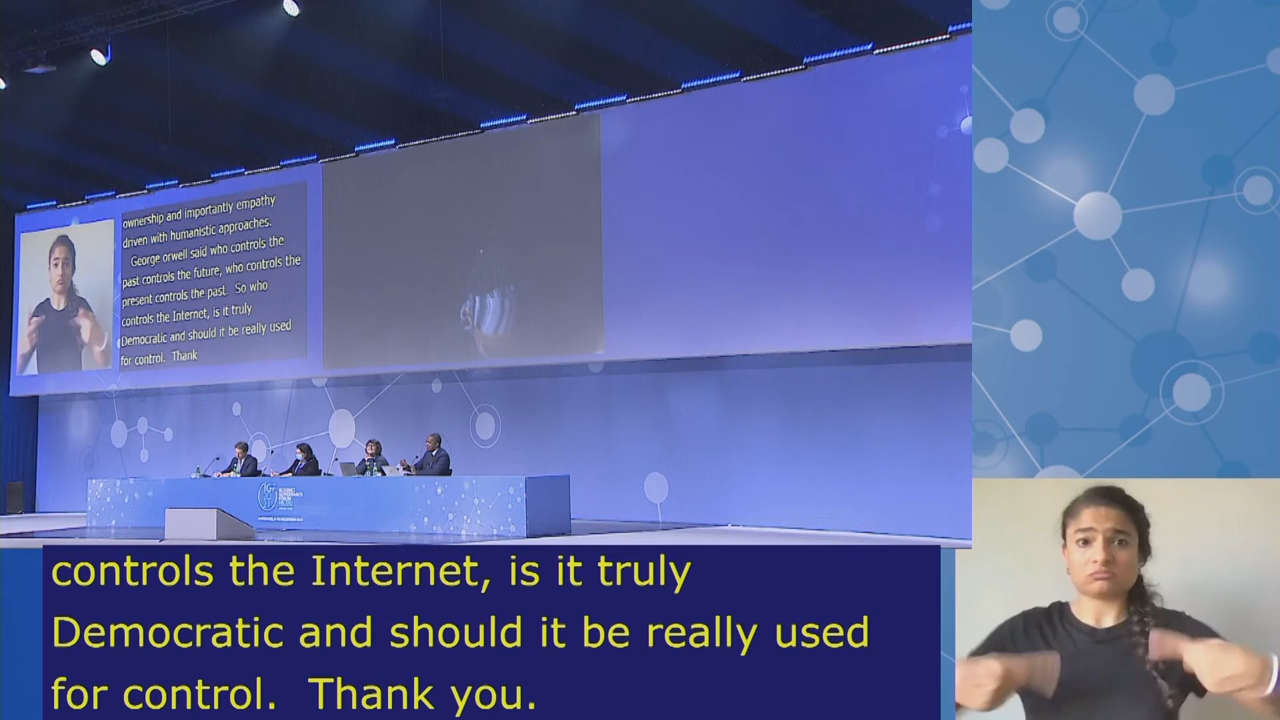 ownership and importantly empathy
driven with humanistic approaches.
George orwell said who controls the
past controls the future, who controls the
present controls the past. So who
controls the Internet, is it truly
Democratic and should it be really used
for control. Thank
controls the Internet, is it truly
Democratic and should it be really used
for control. Thank you.